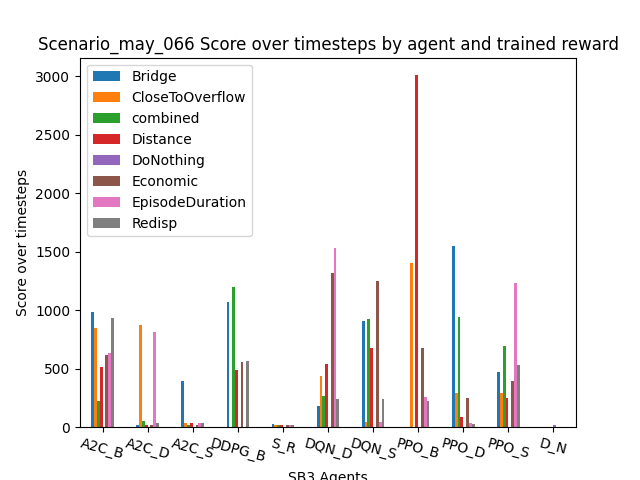 Scenario_may_066 Score over timesteps by agent and trained reward
Score over timesteps
3000
2500
2000
1500
1000
500
0
Bridge
CloseToOverflow
combined
Distance
DoNothing
Economic
EpisodeDuration
Redisp
A2C_B
A2C_D
A2C_S
DDPG_B
S_R
DQN_D
DQN_S
PPO_B
PPO_D
PPO_S
D_N
SB3 Agents